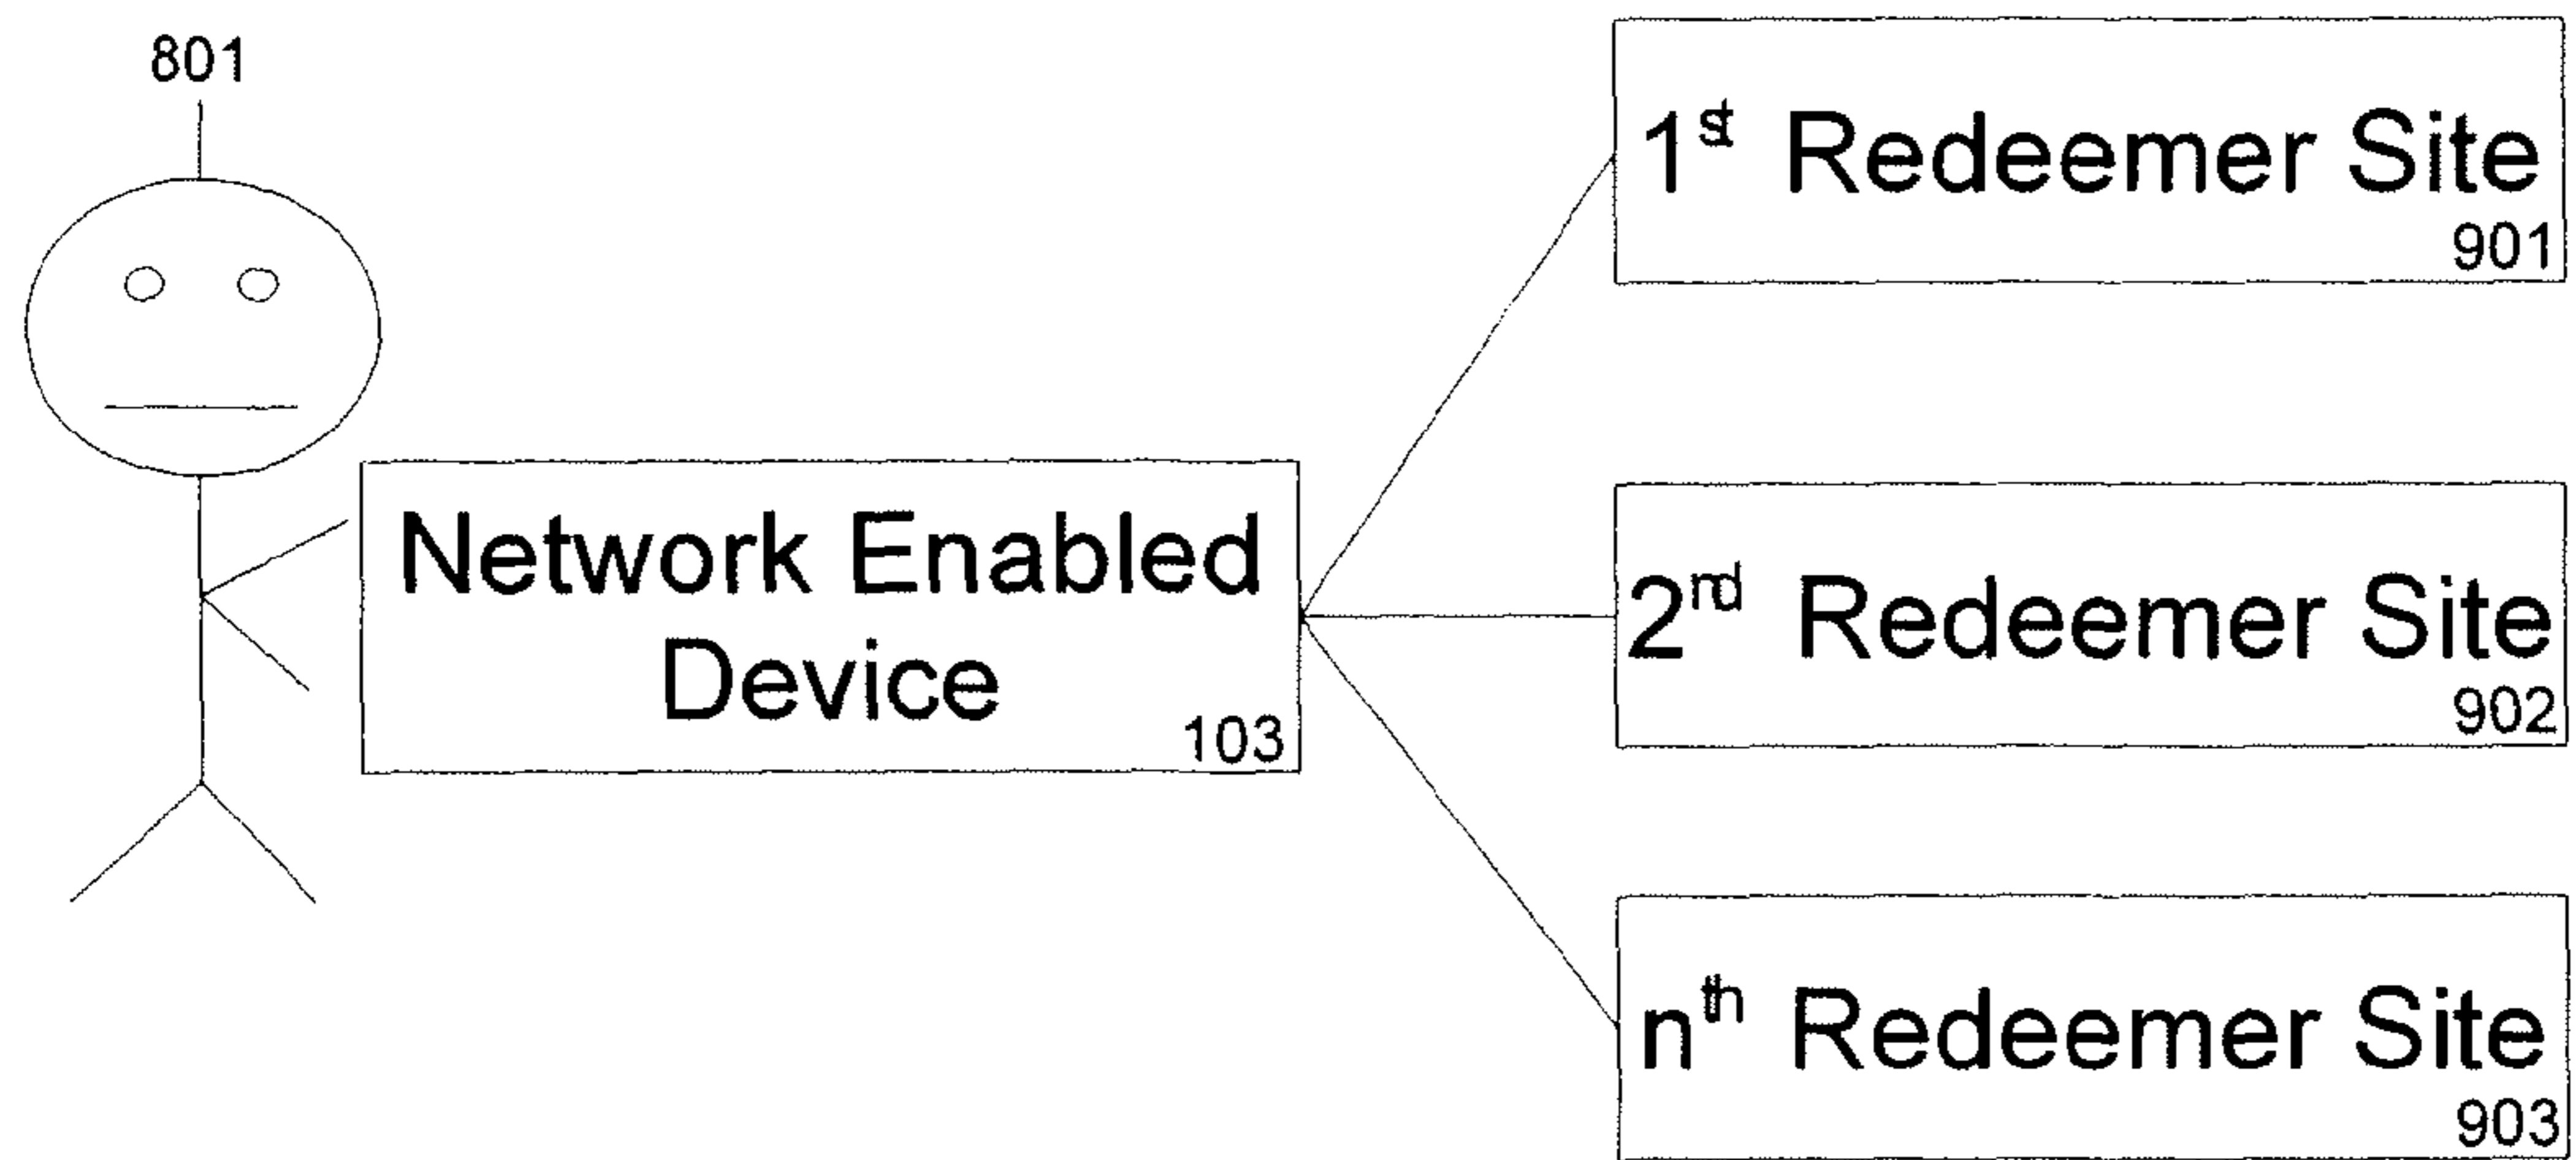 801
1st Redeemer Site
901
Network Enabled
Device
103
2nd Redeemer Site
902
nth Redeemer Site
903